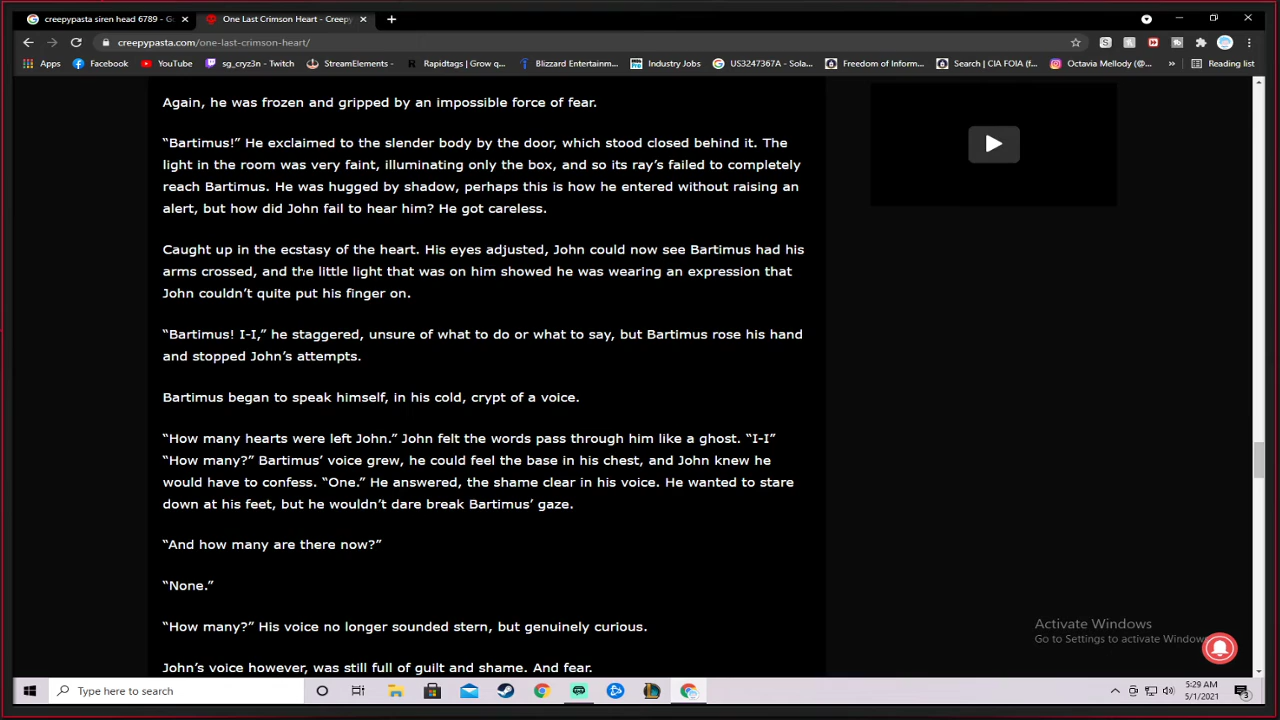 creepypasta siren head 6789 - G
One Last Crimson Heart - Creepy
creepypasta.com/one-last-crimson-heart/
Apps Facebook YouTube sg_cryz3n - Twitch StreamElements - Rapidtags | Grow q... Blizzard Entertainm... Industry Jobs US3247367A - Sola... Freedom of Inform... Search | CIA FOIA (f... Octavia Mellody (@... » Reading list
Again, he was frozen and gripped by an impossible force of fear.
“Bartimus!” He exclaimed to the slender body by the door, which stood closed behind it. The
light in the room was very faint, illuminating only the box, and so its ray’s failed to completely
reach Bartimus. He was hugged by shadow, perhaps this is how he entered without raising an
alert, but how did John fail to hear him? He got careless.
Caught up in the ecstasy of the heart. His eyes adjusted, John could now see Bartimus had his
arms crossed, and the little light that was on him showed he was wearing an expression that
John couldn’t quite put his finger on.
“Bartimus! I-I,” he staggered, unsure of what to do or what to say, but Bartimus rose his hand
and stopped John’s attempts.
Bartimus began to speak himself, in his cold, crypt of a voice.
“How many hearts were left John.” John felt the words pass through him like a ghost. “I-I”
“How many?” Bartimus’ voice grew, he could feel the base in his chest, and John knew he
would have to confess. “One.” He answered, the shame clear in his voice. He wanted to stare
down at his feet, but he wouldn’t dare break Bartimus’ gaze.
“And how many are there now?”
“None.”
“How many?” His voice no longer sounded stern, but genuinely curious.
John’s voice however, was still full of guilt and shame. And fear.
Activate Windows
Go to Settings to activate Windows
Type here to search
5:29 AM
5/1/2021
3